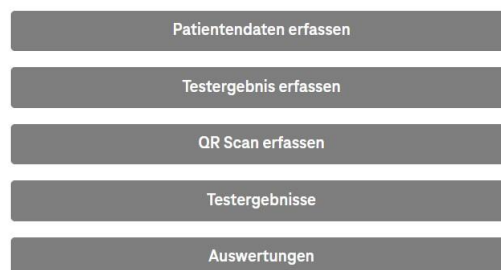 Patientendaten erfassen
Testergebnis erfassen
QR Scan erfassen
Testergebnisse
Auswertungen